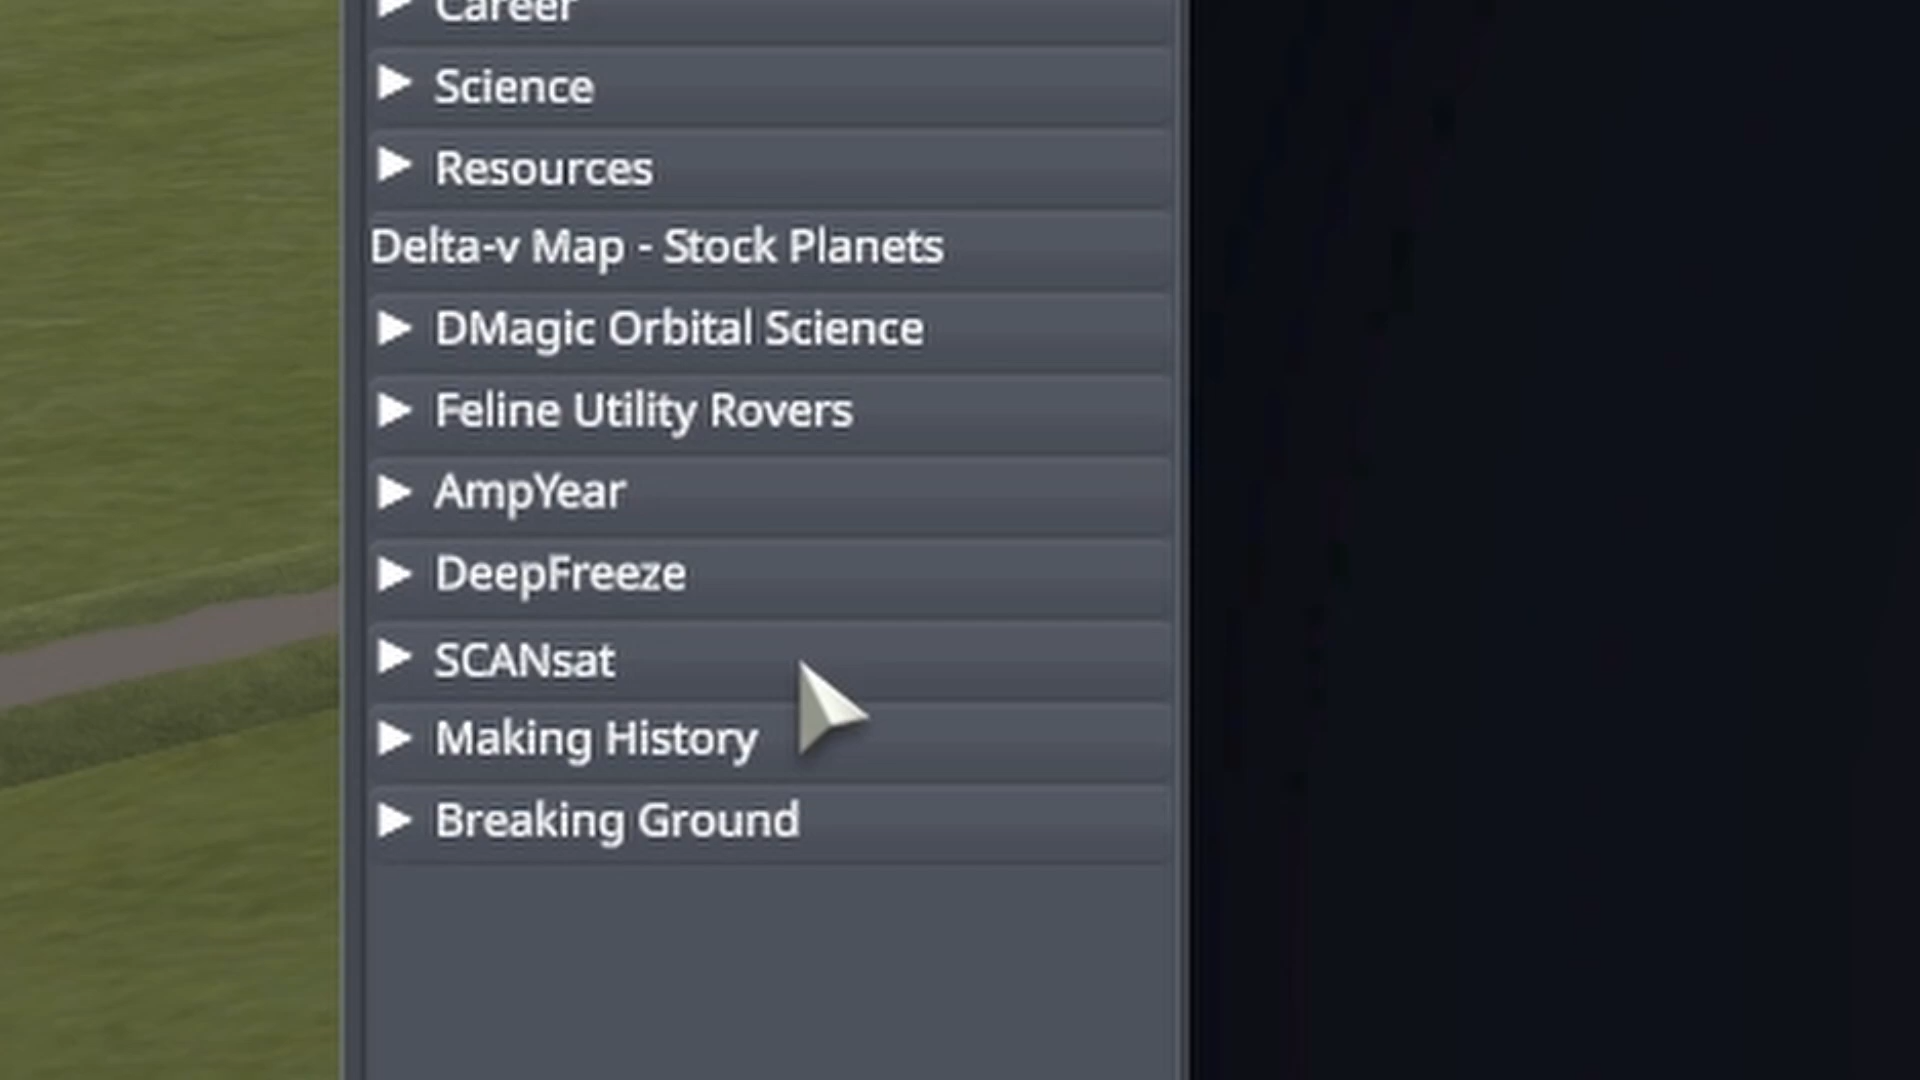 Career
Science
Resources
Delta-v Map - Stock Planets
DMagic Orbital Science
Feline Utility Rovers
AmpYear
DeepFreeze
SCANsat
Making History
Breaking Ground